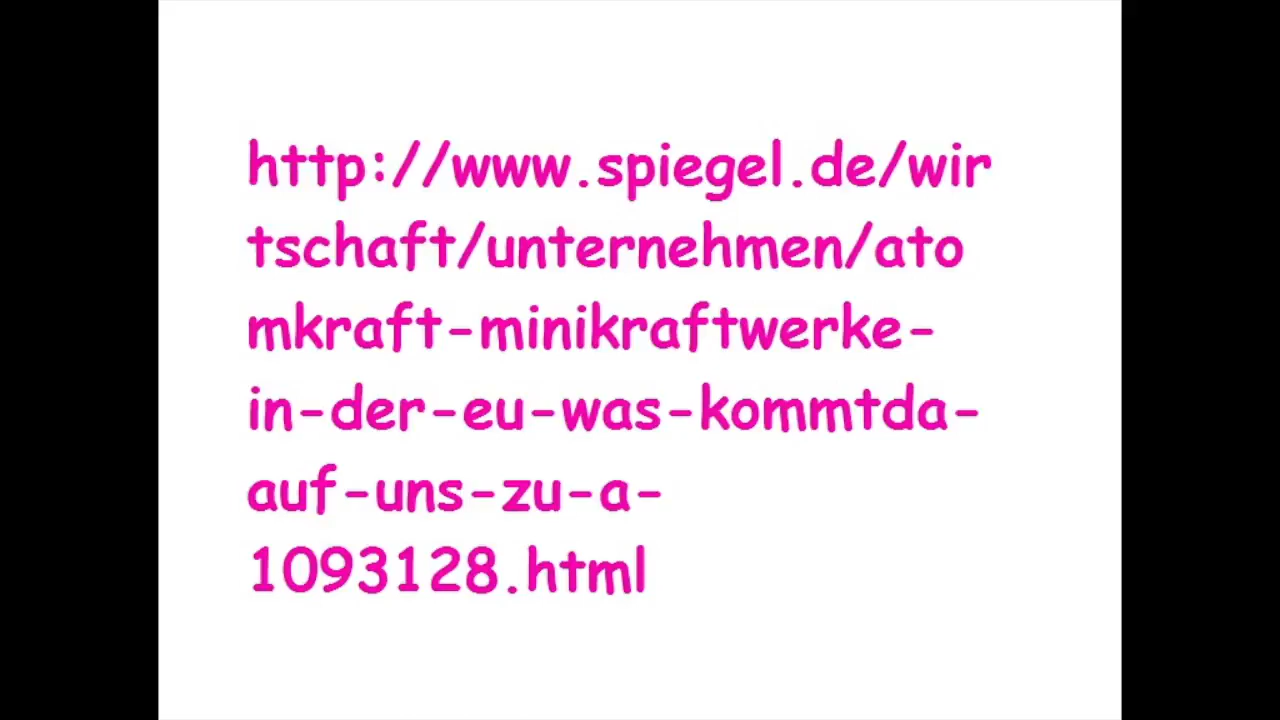 http://www.spiegel.de/wir
tschaft/unternehmen/ato
mkraft-minikraftwerke-
in-der-eu-was-kommtda-
auf-uns-zu-a-
1093128.html